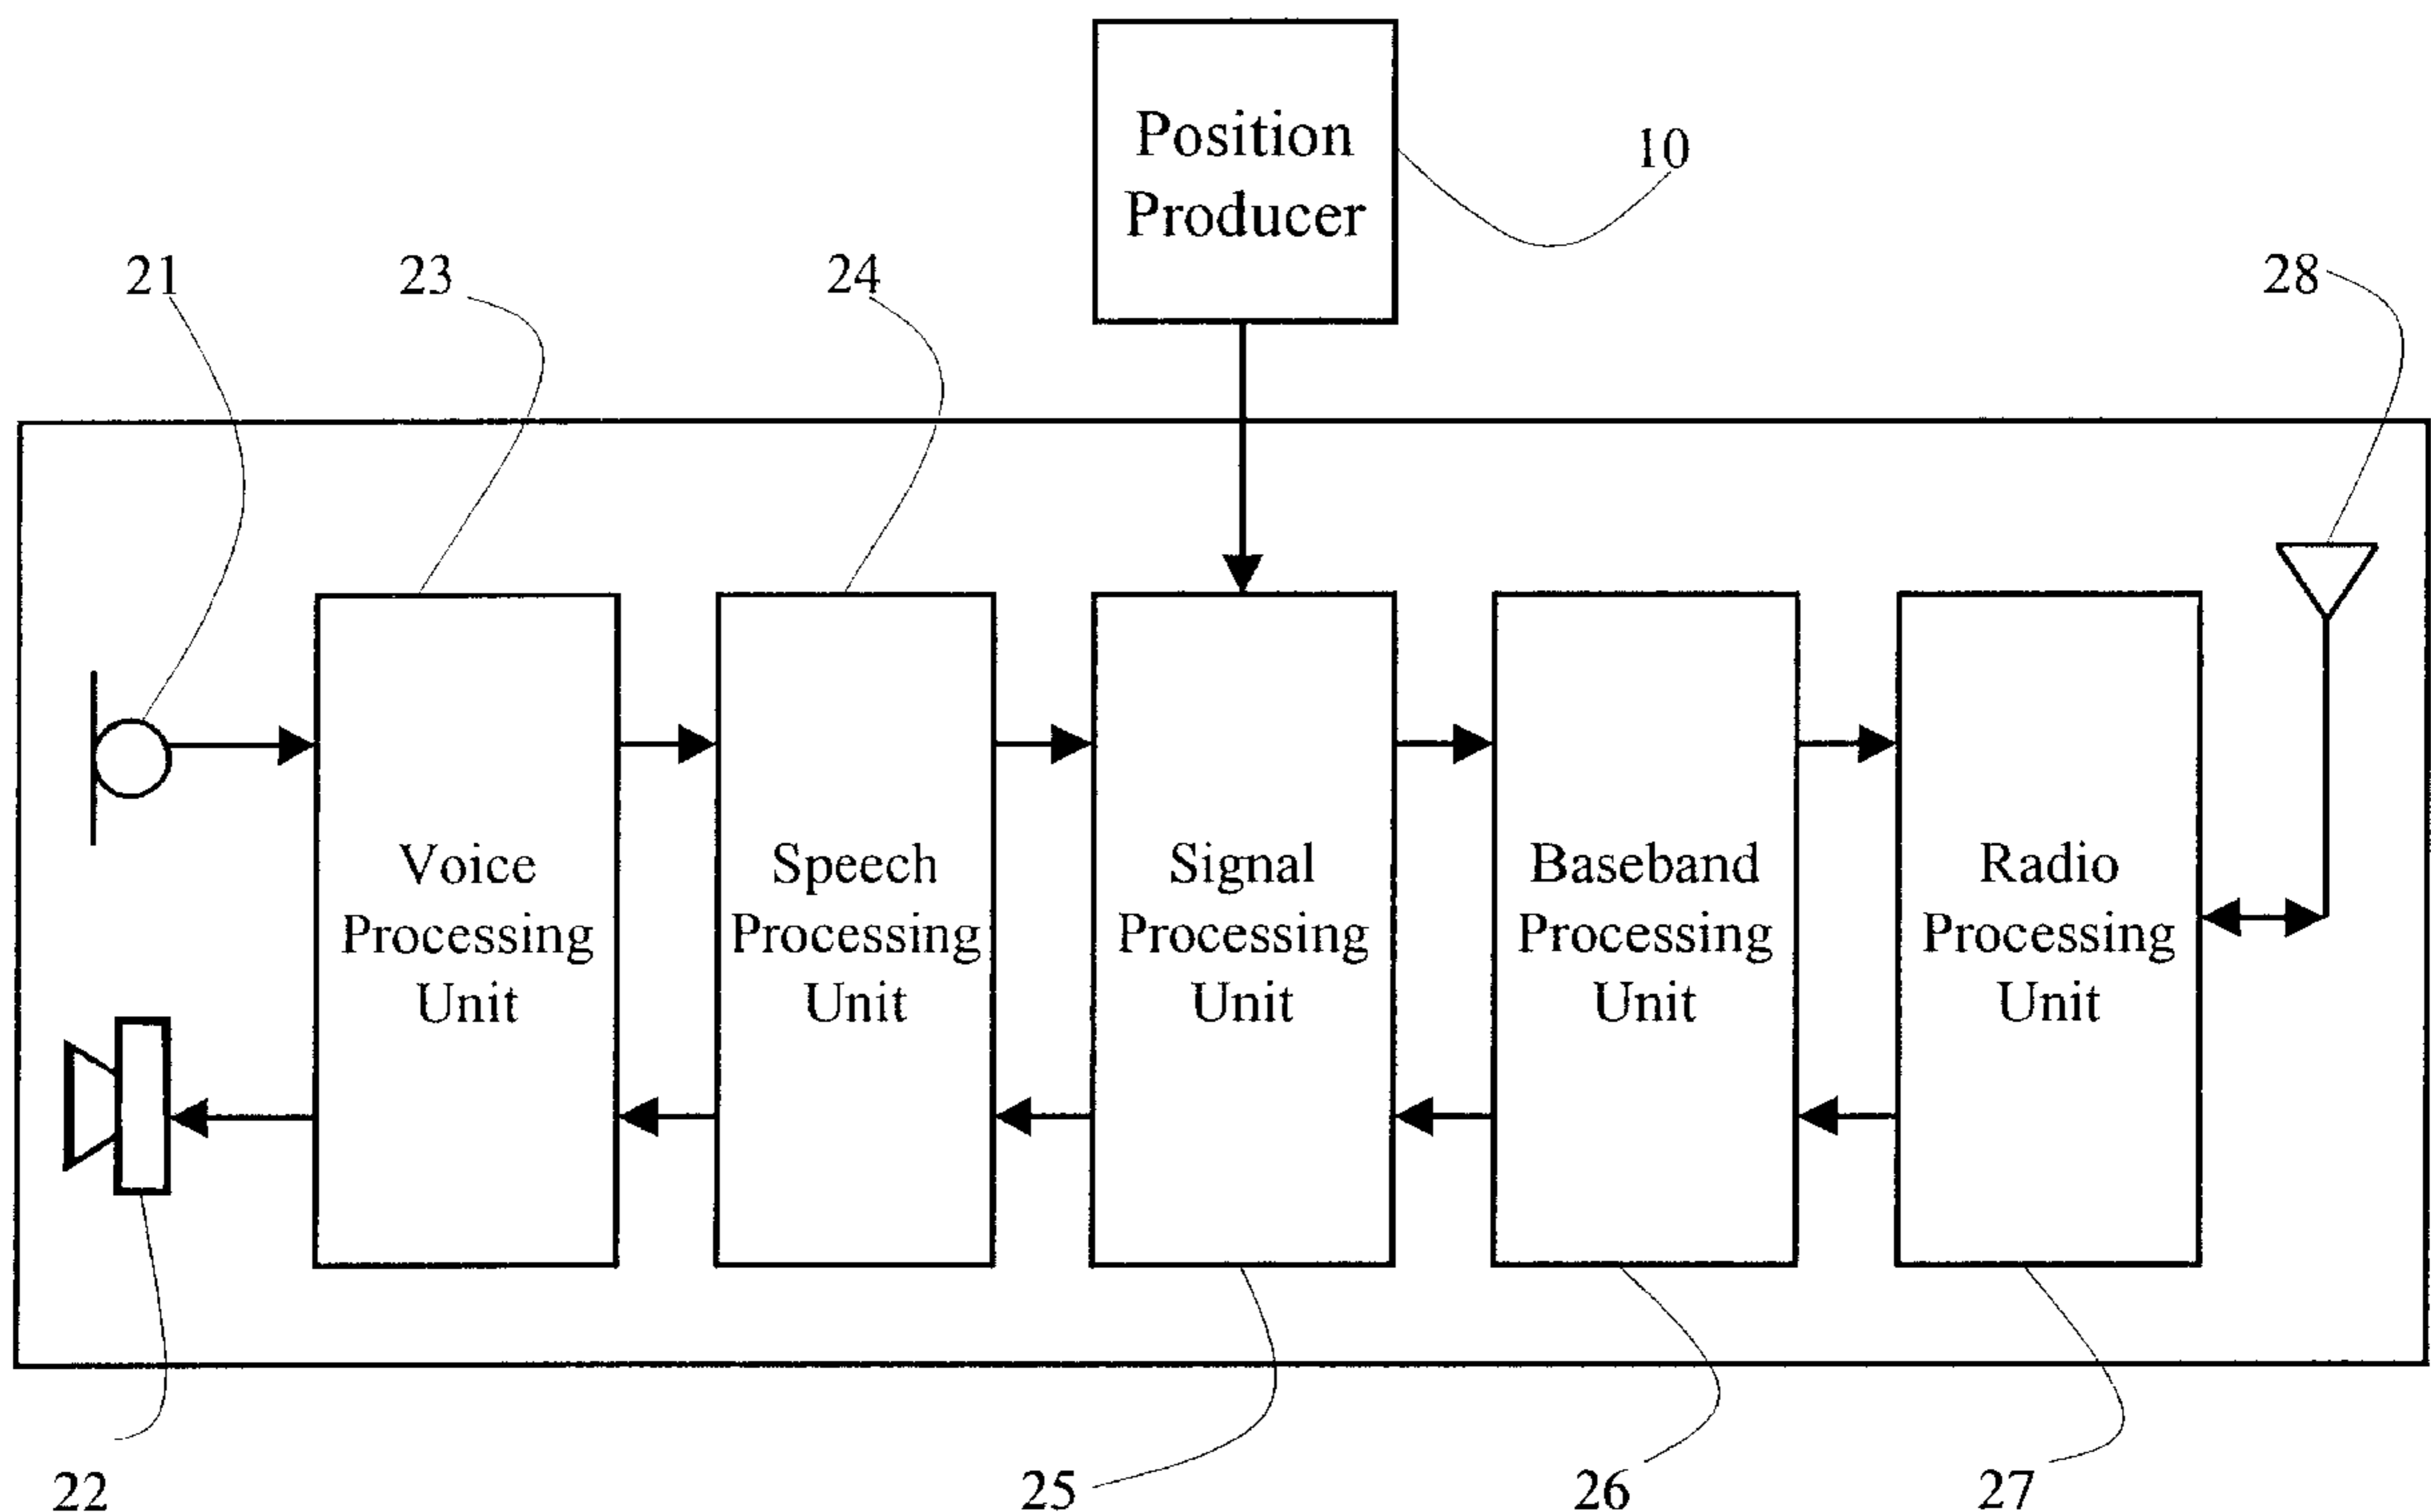 Position
Producer
10
21
23
24
28
Voice
Processing
Unit
Speech
Processing
Unit
Signal
Processing
Unit
Baseband
Processing
Unit
Radio
Processing
Unit
22
25
26
27